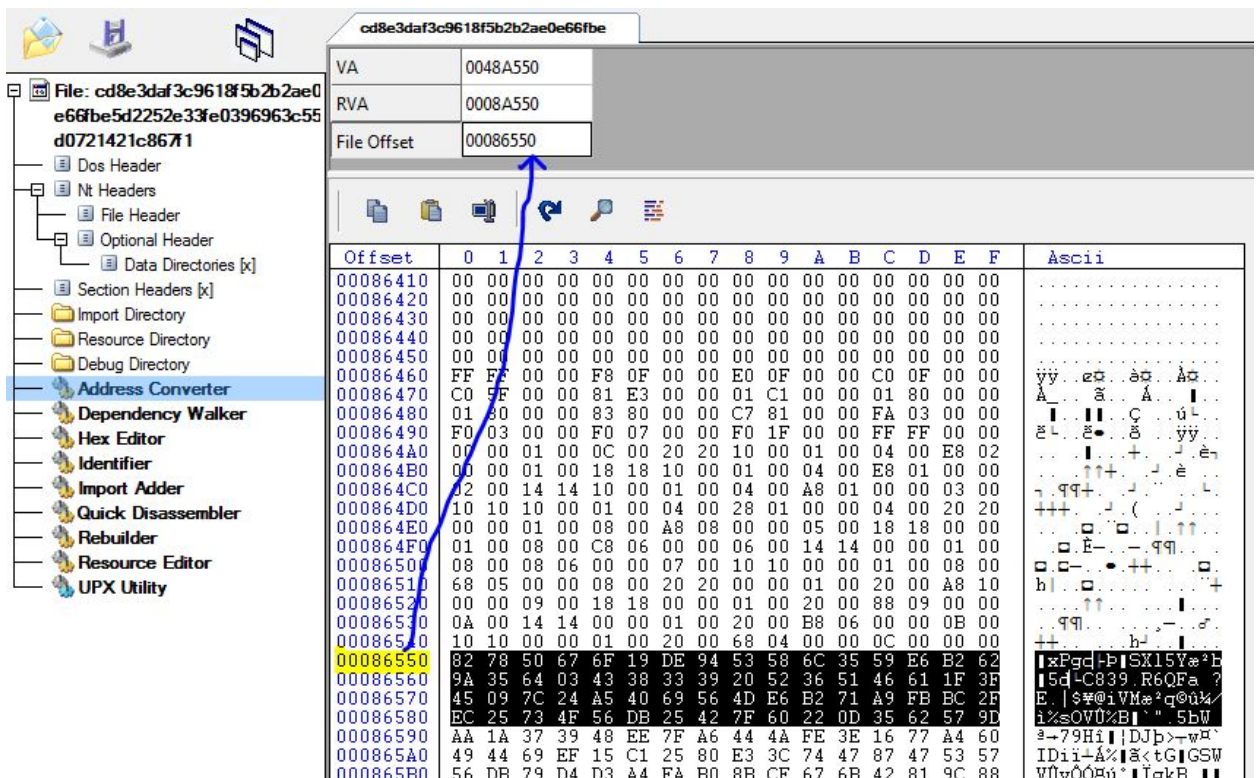 cd8e3daf3c9618f5b2b2ae0e66fbe
VA 0048A550
RVA 0008A550
File Offset 00086550
File: cd8e3daf3c9618f5b2b2ae0
e66fbe5d2252e33fe0396963c55
d0721421c867f1
Dos Header
Nt Headers
File Header
Optional Header
Data Directories [x]
Section Headers [x]
Import Directory
Resource Directory
Debug Directory
Address Converter
Dependency Walker
Hex Editor
Identifier
Import Adder
Quick Disassembler
Rebuilder
Resource Editor
UPX Utility
Offset 0 1 2 3 4 5 6 7 8 9 A B C D E F Ascii
00086410 00 00 00 00 00 00 00 00 00 00 00 00 00 00 00 00
00086420 00 00 00 00 00 00 00 00 00 00 00 00 00 00 00 00
00086430 00 00 00 00 00 00 00 00 00 00 00 00 00 00 00 00
00086440 00 00 00 00 00 00 00 00 00 00 00 00 00 00 00 00
00086450 00 00 00 00 00 00 00 00 00 00 00 00 00 00 00 00
00086460 FF FF 00 00 F8 0F 00 00 E0 0F 00 00 C0 0F 00 00
00086470 C0 5F 00 00 81 E3 00 00 01 C1 00 00 01 80 00 00
00086480 01 80 00 00 83 80 00 00 C7 81 00 00 FA 03 00 00
00086490 F0 03 00 00 F0 07 00 00 F0 1F 00 00 FF FF 00 00
000864A0 00 00 01 00 0C 00 20 20 10 00 01 00 04 00 E8 02
000864B0 00 00 01 00 18 18 10 00 01 00 04 00 E8 01 00 00
000864C0 02 00 14 14 10 00 01 00 04 00 A8 01 00 00 03 00
000864D0 10 10 10 00 01 00 04 00 28 01 00 00 04 00 20 20
000864E0 00 00 01 00 08 00 A8 08 00 00 05 00 18 18 00 00
000864F0 01 00 08 00 C8 06 00 00 06 00 14 14 00 00 01 00
00086500 08 00 08 06 00 00 07 00 10 10 00 00 01 00 08 00
00086510 68 05 00 00 08 00 20 20 00 00 01 00 20 00 A8 10
00086520 00 00 09 00 18 18 00 00 01 00 20 00 88 09 00 00
00086530 0A 00 14 14 00 00 01 00 20 00 B8 06 00 00 0B 00
00086540 10 10 00 00 01 00 20 00 68 04 00 00 0C 00 00 00
00086550 82 78 50 67 6F 19 DE 94 53 58 6C 35 59 E6 B2 62
00086560 9A 35 64 03 43 38 33 39 20 52 36 51 46 61 1F 3F
00086570 45 09 7C 24 A5 40 69 56 4D E6 B2 71 A9 FB BC 2F
00086580 EC 25 73 4F 56 DB 25 42 7F 60 22 0D 35 62 57 9D
00086590 AA 1A 37 39 48 EE 7F A6 44 4A FE 3E 16 77 A4 60
000865A0 49 44 69 EF 15 C1 25 80 E3 3C 74 47 87 47 53 57
000865B0 56 DB 79 D4 D3 A4 FA B0 8B CF 67 6B 42 81 9C 88